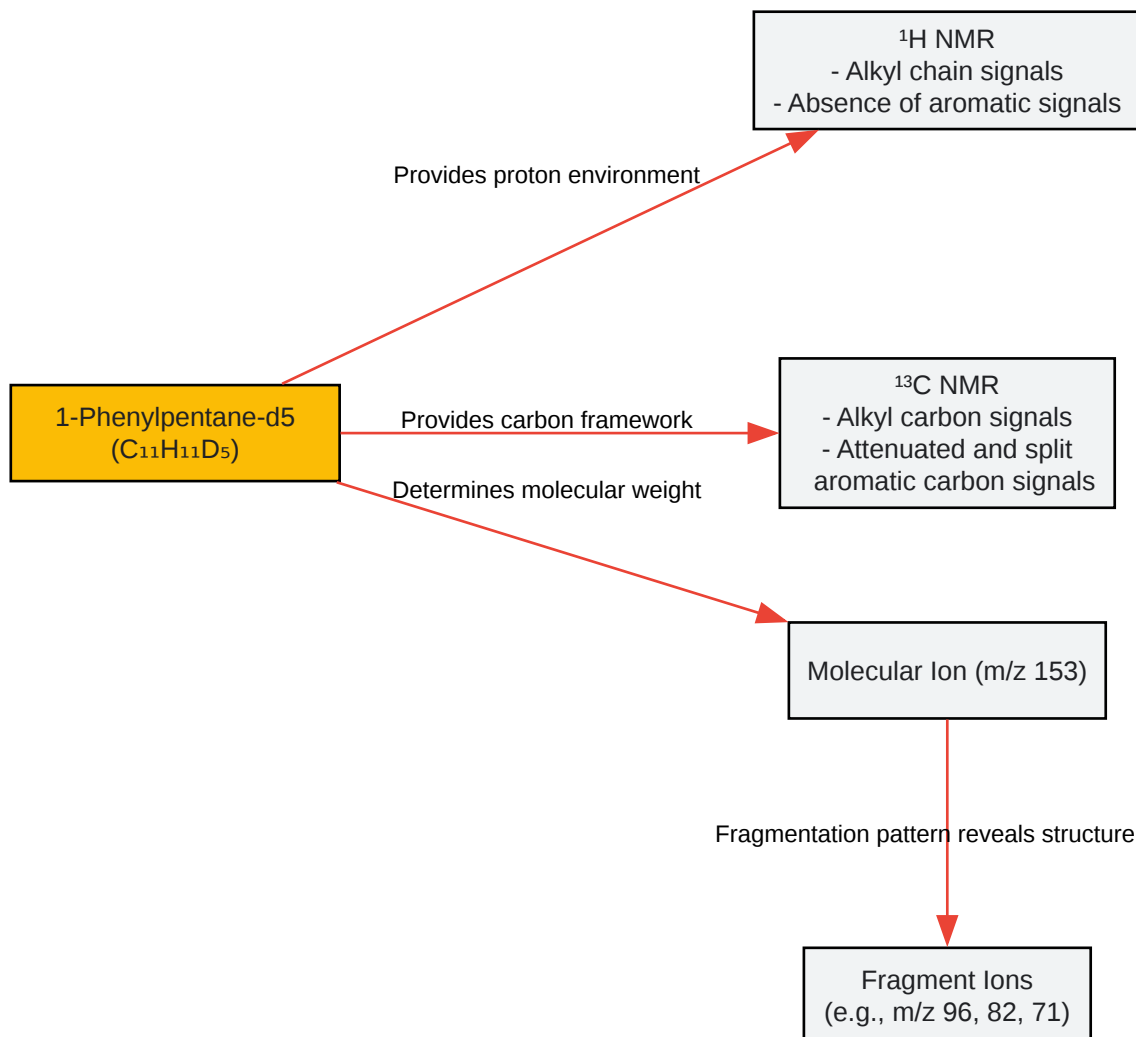 ¹H NMR
- Alkyl chain signals
- Absence of aromatic signals
Provides proton environment
1-Phenylpentane-d5
(C₁₁H₁₁D₅)
Provides carbon framework
¹³C NMR
- Alkyl carbon signals
- Attenuated and split
aromatic carbon signals
Determines molecular weight
Molecular Ion (m/z 153)
Fragmentation pattern reveals structure
Fragment Ions
(e.g., m/z 96, 82, 71)